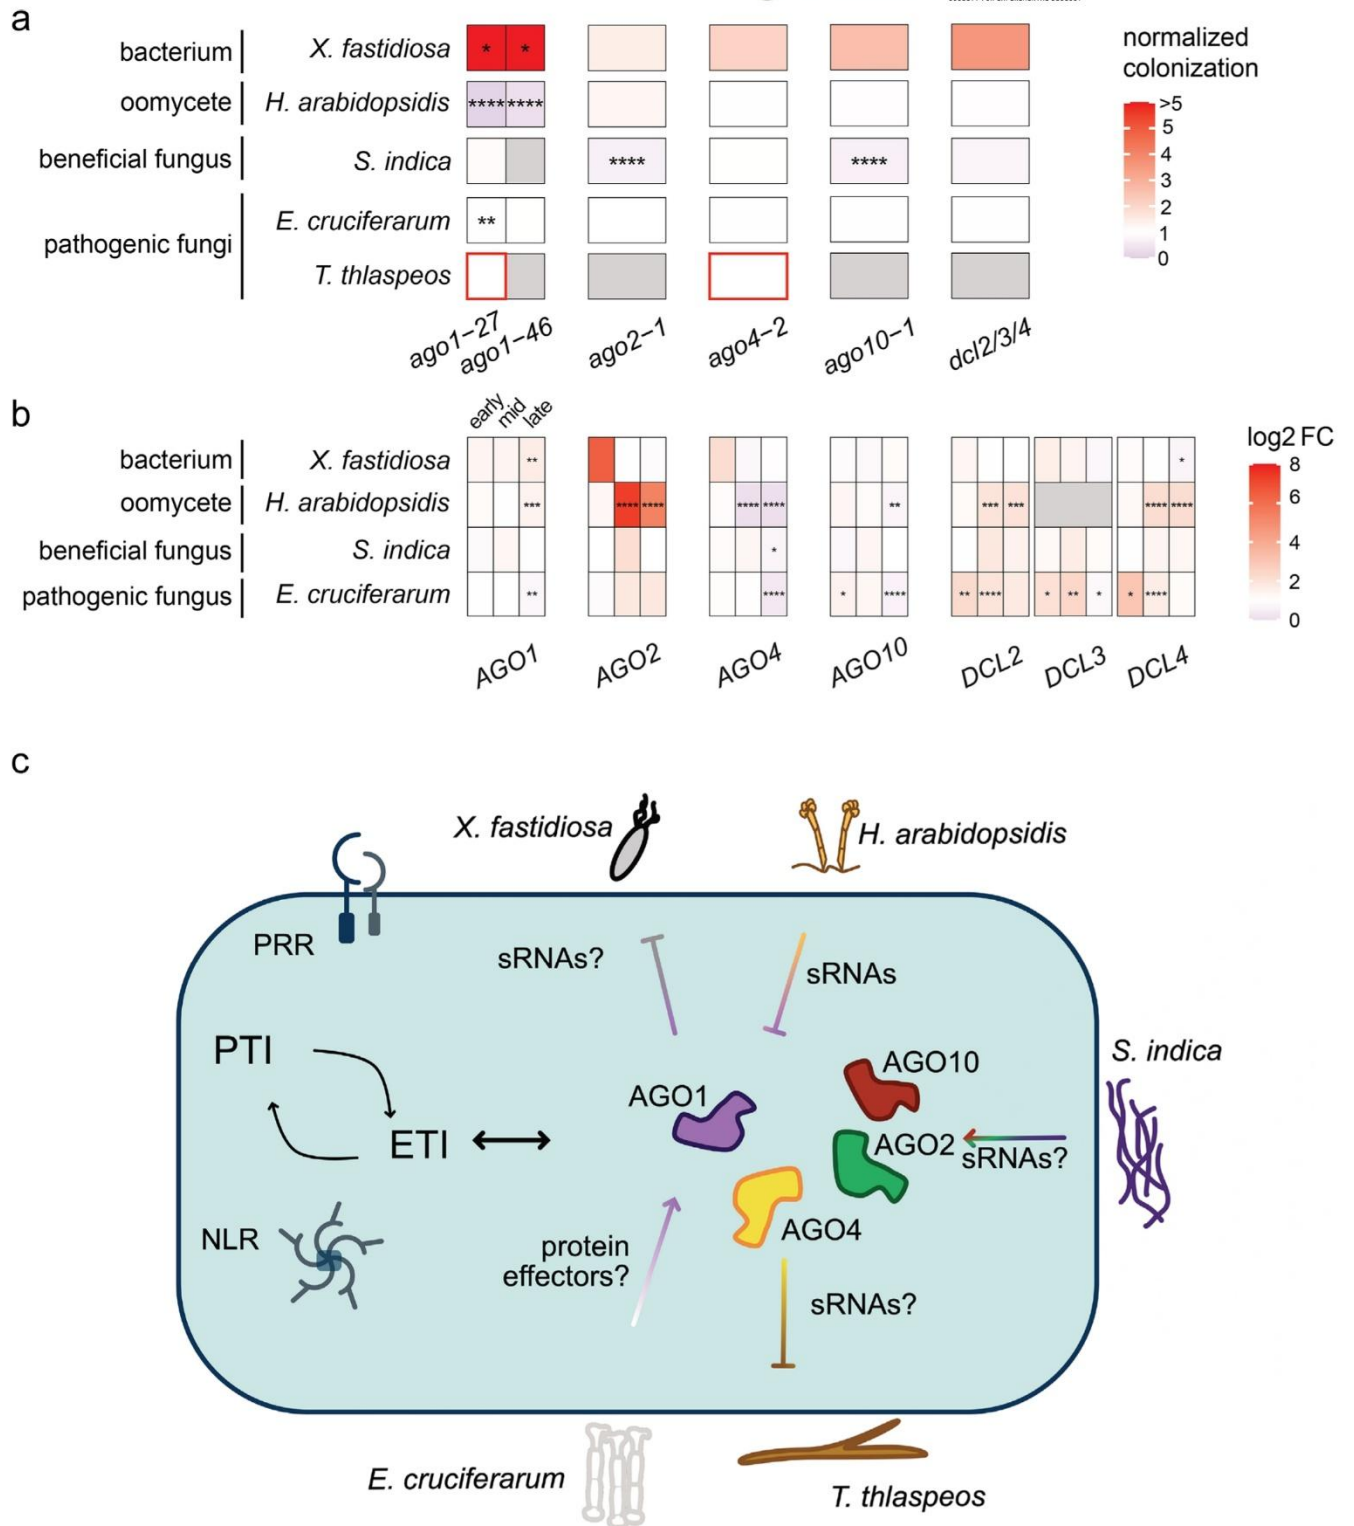 a
bacterium
X. fastidiosa
* *
oomycete
H. arabidopsidis
**** ****
beneficial fungus
S. indica
**** ****
pathogenic fungi
E. cruciferarum
**
T. thlaspeos
ago1-27
ago1-46
ago2-1
ago4-2
ago10-1
dcl2/3/4
normalized
colonization
>5
5
4
3
2
1
0
b
early
mid
late
bacterium
X. fastidiosa
** *
oomycete
H. arabidopsidis
*** **** **** **** **** ** *** *** **** ****
beneficial fungus
S. indica
*
pathogenic fungus
E. cruciferarum
** **** * **** ** **** * ** * * ****
AGO1
AGO2
AGO4
AGO10
DCL2
DCL3
DCL4
log2 FC
8
6
4
2
0
c
X. fastidiosa
H. arabidopsidis
PRR
sRNAs?
sRNAs
PTI
S. indica
AGO10
AGO1
ETI
AGO2
sRNAs?
NLR
AGO4
protein
effectors?
sRNAs?
E. cruciferarum
T. thlaspeos